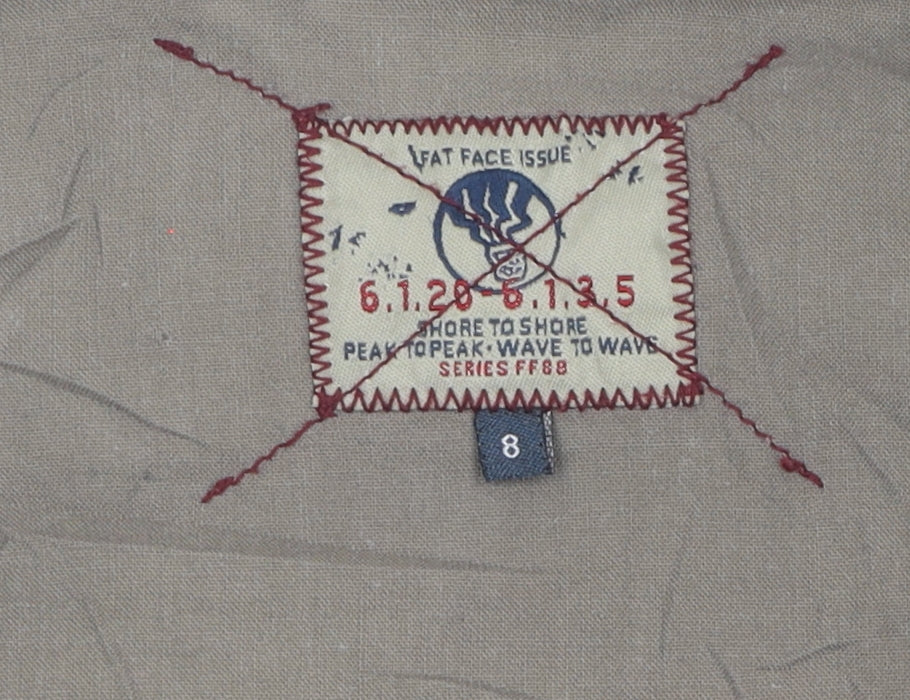 FAT FACE ISSUE
6.1.20-6.1.3.5
SHORE TO SHORE
PEAK TO PEAK · WAVE TO WAVE
SERIES FF88
8